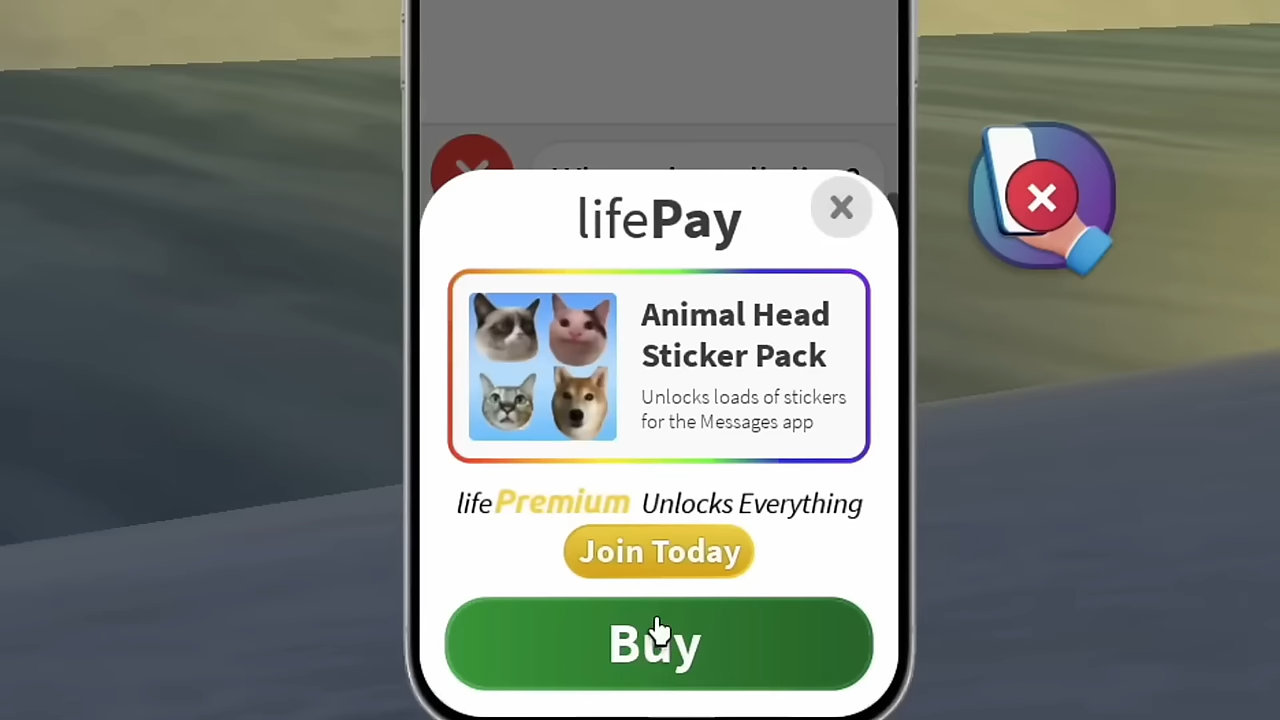 lifePay
Animal Head
Sticker Pack
Unlocks loads of stickers
for the Messages app
life Premium Unlocks Everything
Join Today
Buy